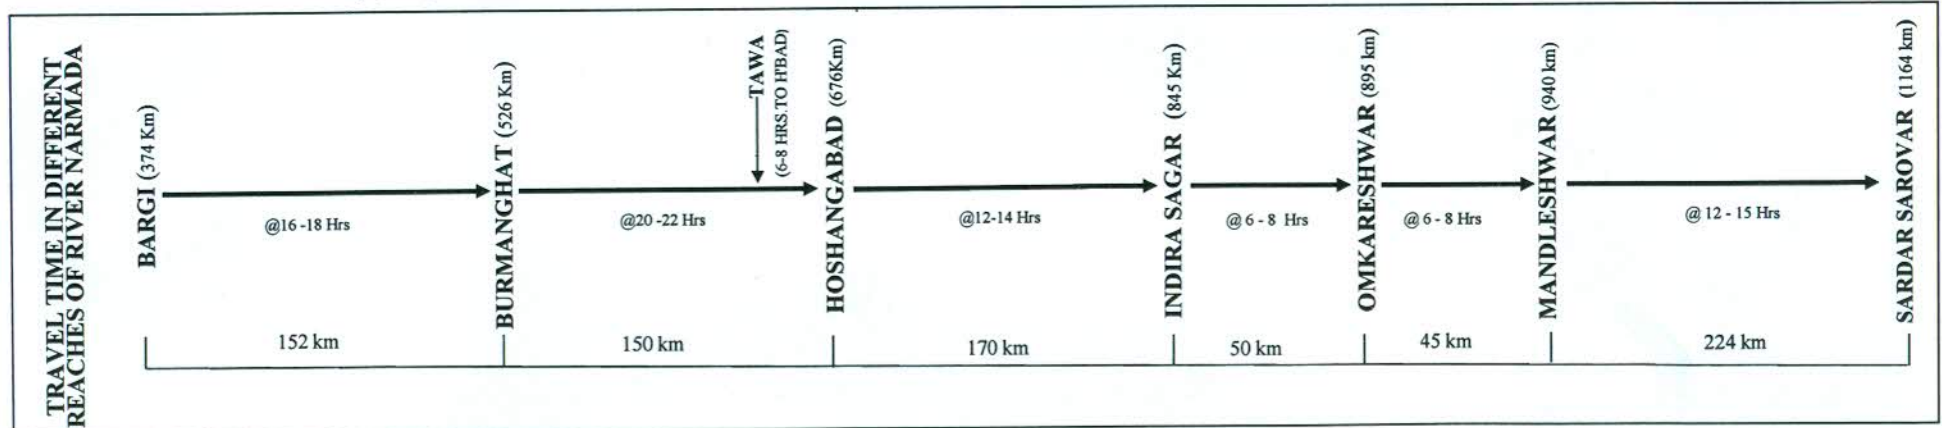 TRAVEL TIME IN DIFFERENT
REACHES OF RIVER NARMADA
BARGI (374 Km)
@16 -18 Hrs
152 km
BURMANGHAT (526 Km)
@20 -22 Hrs
150 km
TAWA
(6-8 HRS.TO H'BAD)
HOSHANGABAD (676Km)
@12-14 Hrs
170 km
INDIRA SAGAR (845 Km)
@ 6 - 8 Hrs
50 km
OMKARESHWAR (895 km)
@ 6 - 8 Hrs
45 km
MANDLESHWAR (940 km)
@ 12 - 15 Hrs
224 km
SARDAR SAROVAR (1164 km)